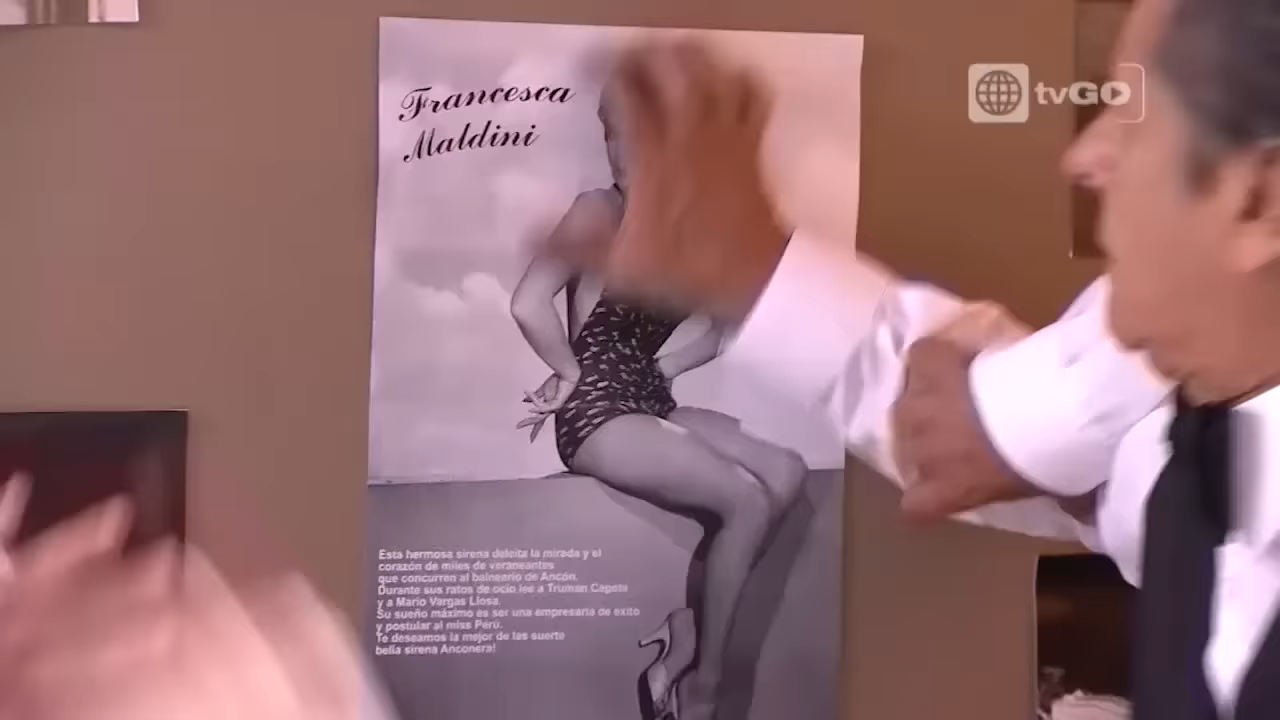 Francesca
Maldini
tvGO
Esta hermosa sirena deleita la mirada y el
corazón de miles de veraneantes
que concurren al balneario de Ancón.
Durante sus ratos de ocio lee a Truman Capote
y a Mario Vargas Llosa.
Su sueño máximo es ser una empresaria de exito
y postular al miss Perú.
Te deseamos la mejor de las suerte
bella sirena Anconera!